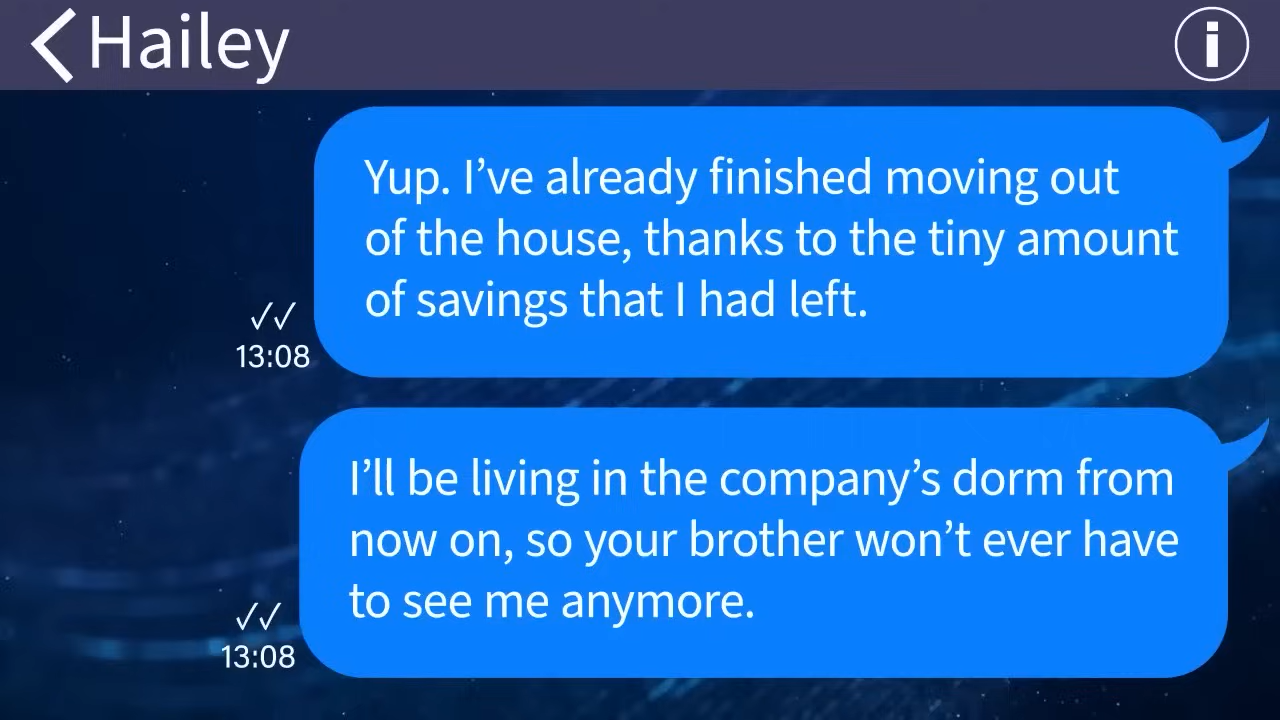 Hailey
Yup. I’ve already finished moving out
of the house, thanks to the tiny amount
of savings that I had left.
✓✓
13:08
I’ll be living in the company’s dorm from
now on, so your brother won’t ever have
to see me anymore.
✓✓
13:08